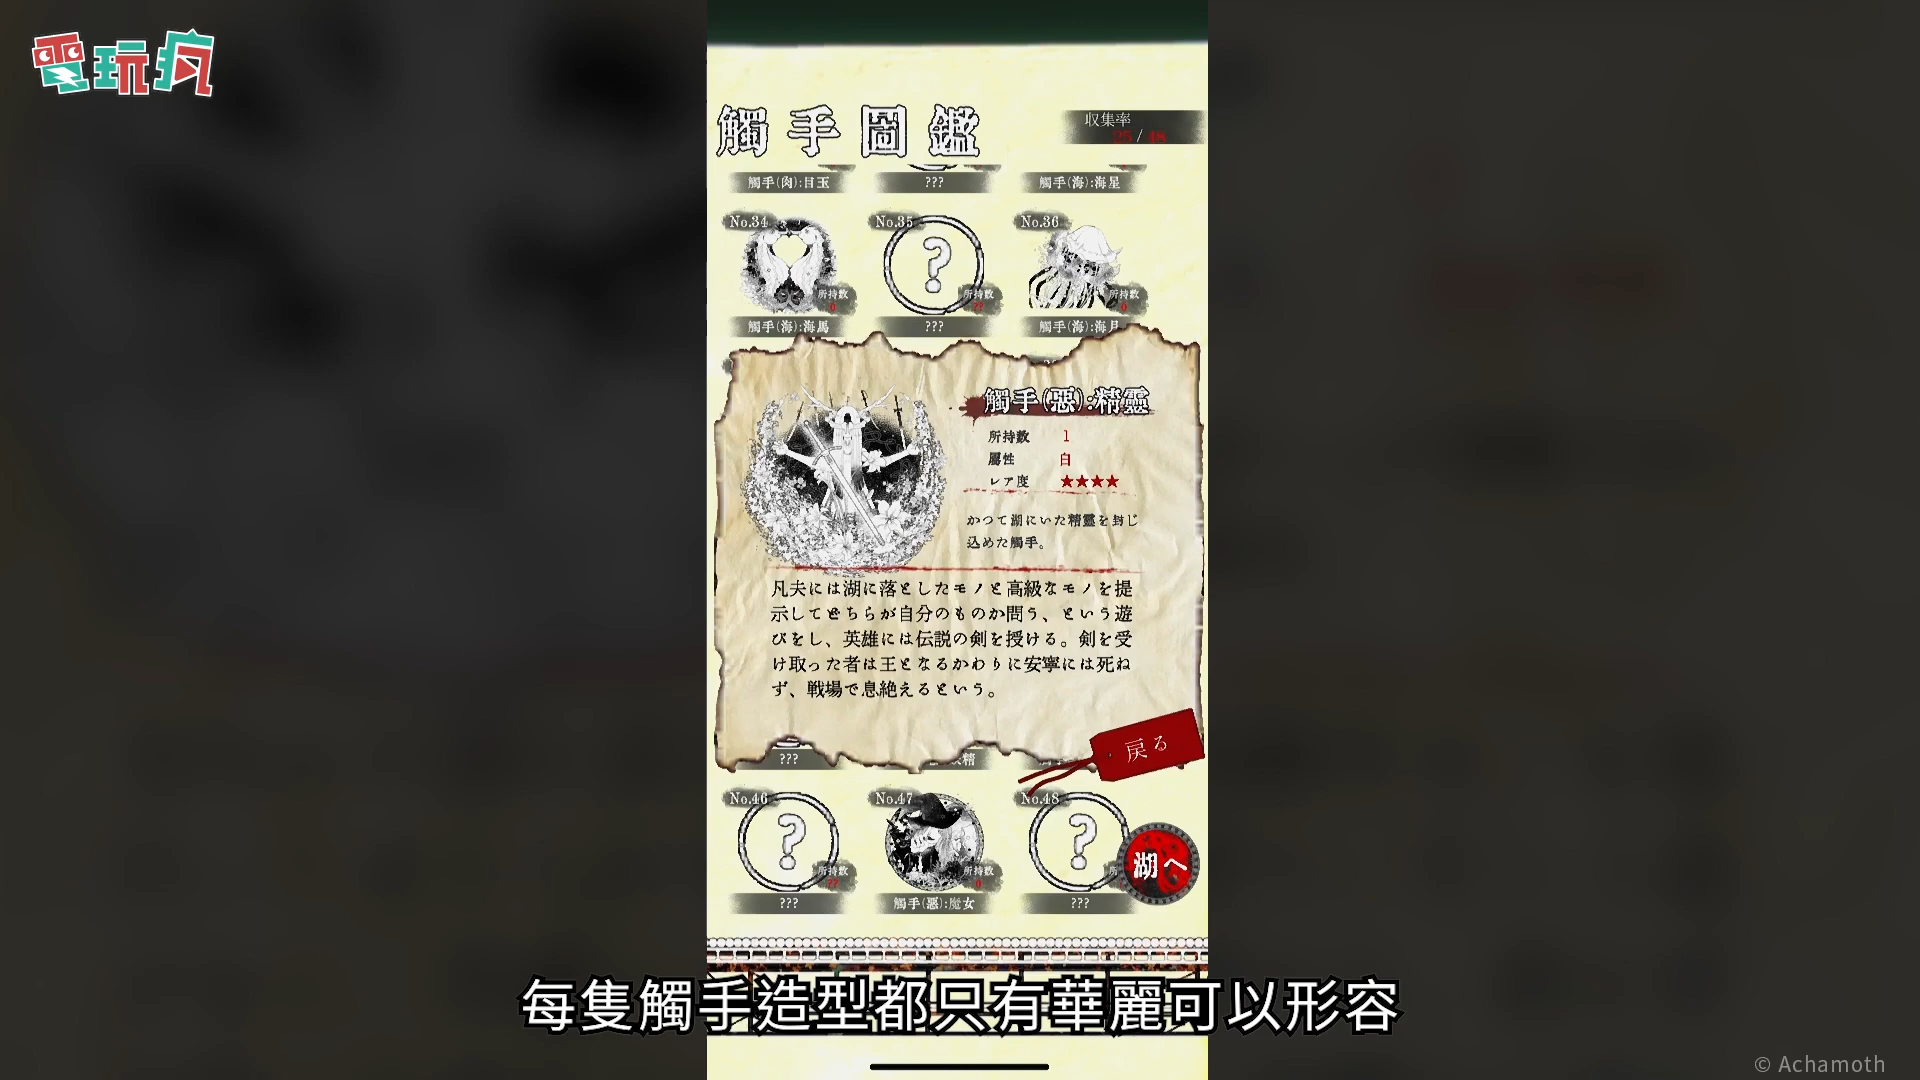 電玩瘋
觸手圖鑑
収集率
25 / 48
觸手(肉):目玉
???
觸手(海):海星
No.34
No.35
No.36
所持数
0
所持数
??
所持数
0
觸手(海):海馬
???
觸手(海):海月
觸手(惡):精靈
所持数 1
屬性 白
レア度 ★★★★
かつて湖にいた精靈を封じ
込めた觸手。
凡夫には湖に落としたモノと高級なモノを提
示してどちらが自分のものか問う、という遊
びをし、英雄には伝説の剣を授ける。剣を受
け取った者は王となるかわりに安寧には死ね
ず、戦場で息絶えるという。
戻る
???
精
No.46
No.47
No.48
所持数
??
所持数
0
所
湖へ
???
觸手(惡):魔女
???
每隻觸手造型都只有華麗可以形容
© Achamoth